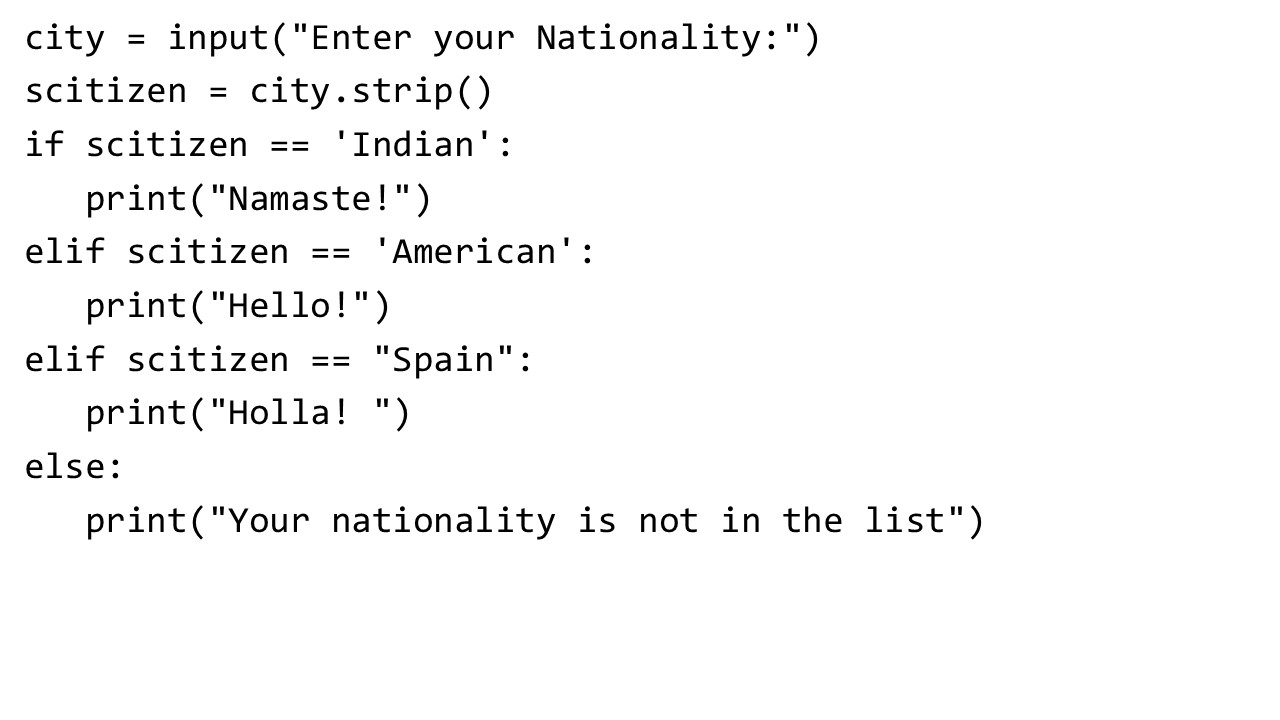 city = input("Enter your Nationality:")
scitizen = city.strip()
if scitizen == 'Indian':
   print("Namaste!")
elif scitizen == 'American':
   print("Hello!")
elif scitizen == "Spain":
   print("Holla! ")
else:
   print("Your nationality is not in the list")